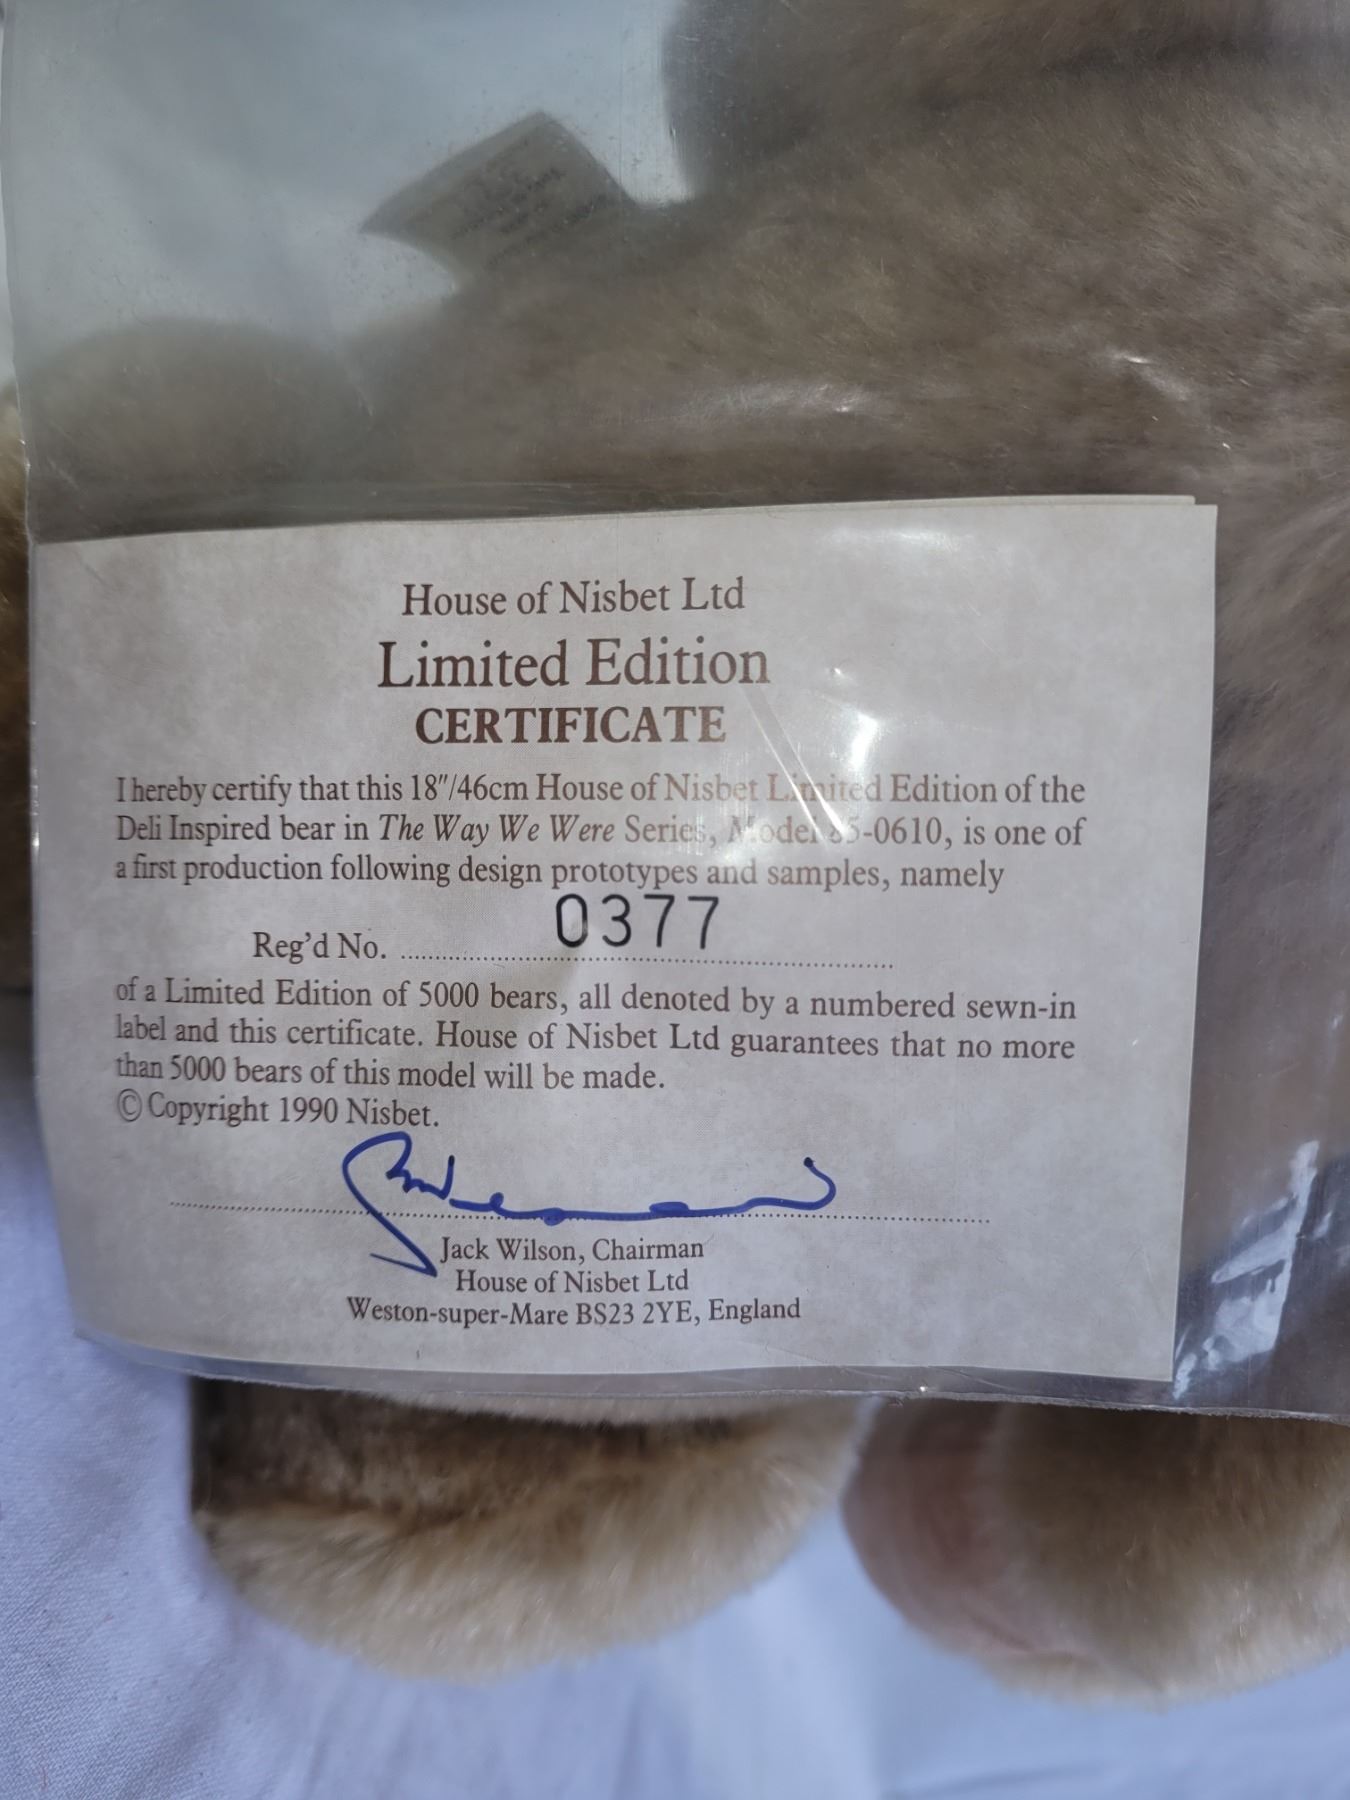 House of Nisbet Ltd
Limited Edition
CERTIFICATE
I hereby certify that this 18"/46cm House of Nisbet Limited Edition of the
Deli Inspired bear in The Way We Were Series, Model 85-0610, is one of
a first production following design prototypes and samples, namely
Reg'd No. 0377
of a Limited Edition of 5000 bears, all denoted by a numbered sewn-in
label and this certificate. House of Nisbet Ltd guarantees that no more
than 5000 bears of this model will be made.
© Copyright 1990 Nisbet.
Jack Wilson, Chairman
House of Nisbet Ltd
Weston-super-Mare BS23 2YE, England